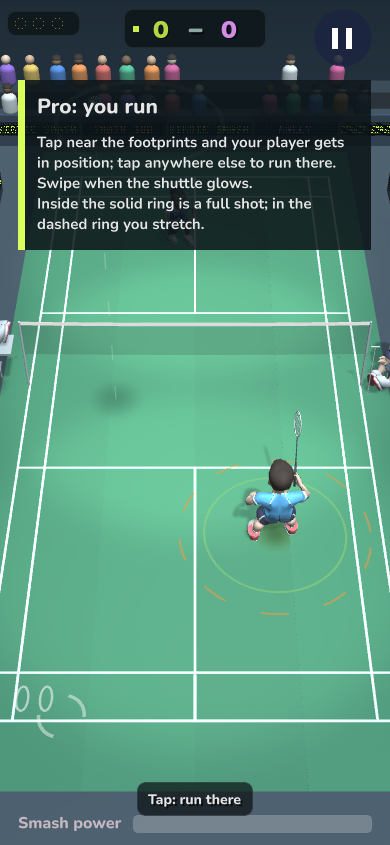 0 – 0
Pro: you run
Tap near the footprints and your player gets
in position; tap anywhere else to run there.
Swipe when the shuttle glows.
Inside the solid ring is a full shot; in the
dashed ring you stretch.
Tap: run there
Smash power